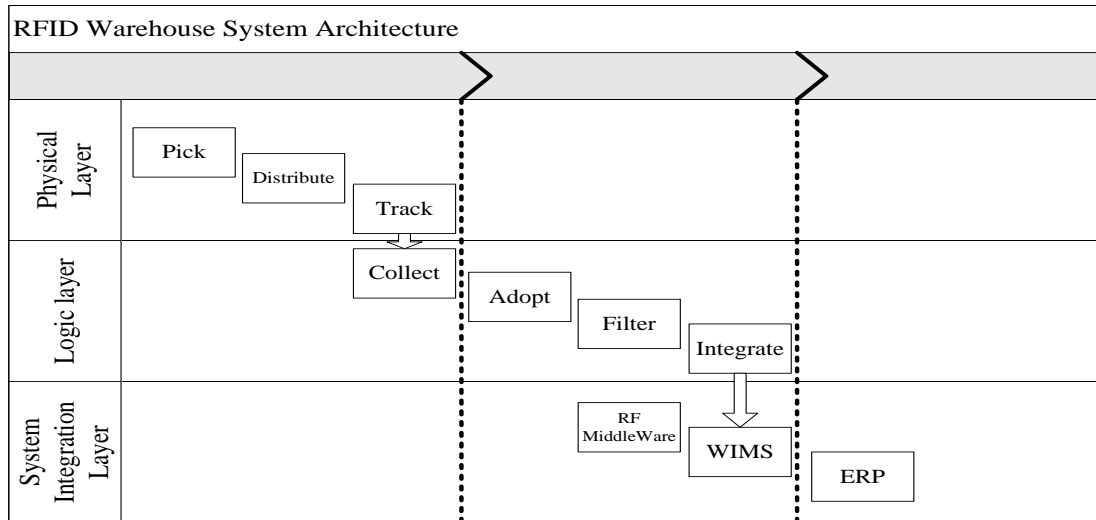 RFID Warehouse System Architecture
Physical
Layer
Pick
Distribute
Track
Logic layer
Collect
Adopt
Filter
Integrate
System
Integration
Layer
RF
MiddleWare
WIMS
ERP